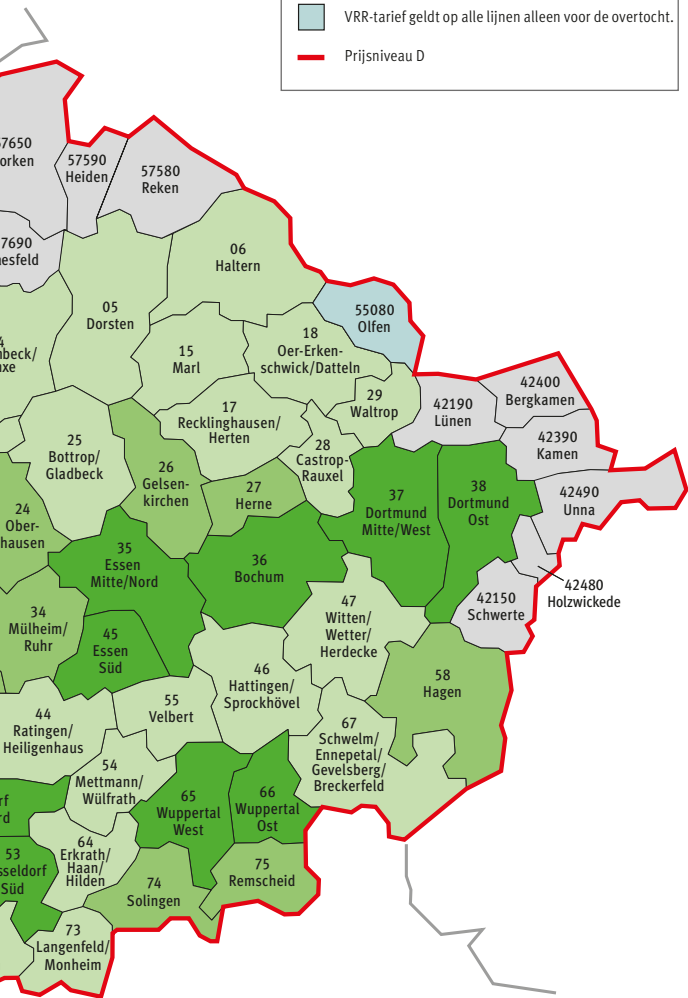 VRR-tarief geldt op alle lijnen alleen voor de overtocht.
Prijsniveau D
57590
Heiden
57580
Reken
06
Haltern
05
Dorsten
55080
Olfen
18
Oer-Erken-
schwick/Datteln
15
Marl
29
Waltrop
42400
Bergkamen
42190
Lünen
17
Recklinghausen/
Herten
42390
Kamen
25
Bottrop/
Gladbeck
28
Castrop-
Rauxel
26
Gelsen-
kirchen
27
Herne
37
Dortmund
Mitte/West
38
Dortmund
Ost
42490
Unna
24
Ober-
hausen
35
Essen
Mitte/Nord
36
Bochum
42480
Holzwickede
42150
Schwerte
34
Mülheim/
Ruhr
45
Essen
Süd
47
Witten/
Wetter/
Herdecke
46
Hattingen/
Sprockhövel
58
Hagen
55
Velbert
44
Ratingen/
Heiligenhaus
67
Schwelm/
Ennepetal/
Gevelsberg/
Breckerfeld
54
Mettmann/
Wülfrath
65
Wuppertal
West
66
Wuppertal
Ost
64
Erkrath/
Haan/
Hilden
53
sseldorf
Süd
75
Remscheid
74
Solingen
73
Langenfeld/
Monheim